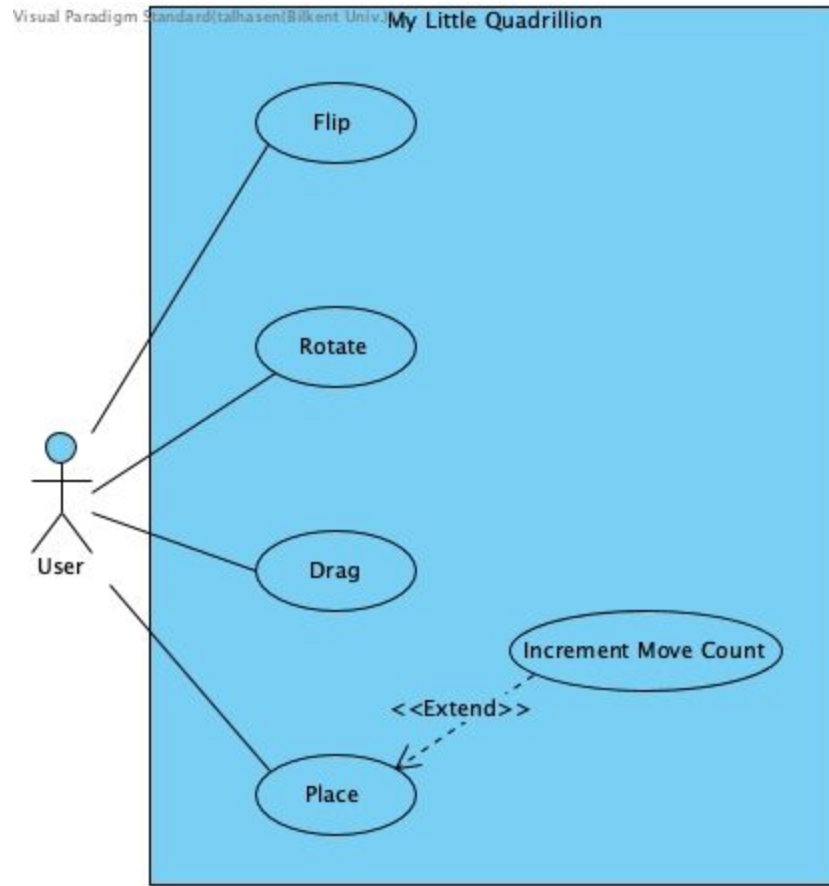 Visual Paradigm Standard(talhasen(Bilkent Univ.))
My Little Quadrillion
Flip
Rotate
User
Drag
Increment Move Count
<<Extend>>
Place